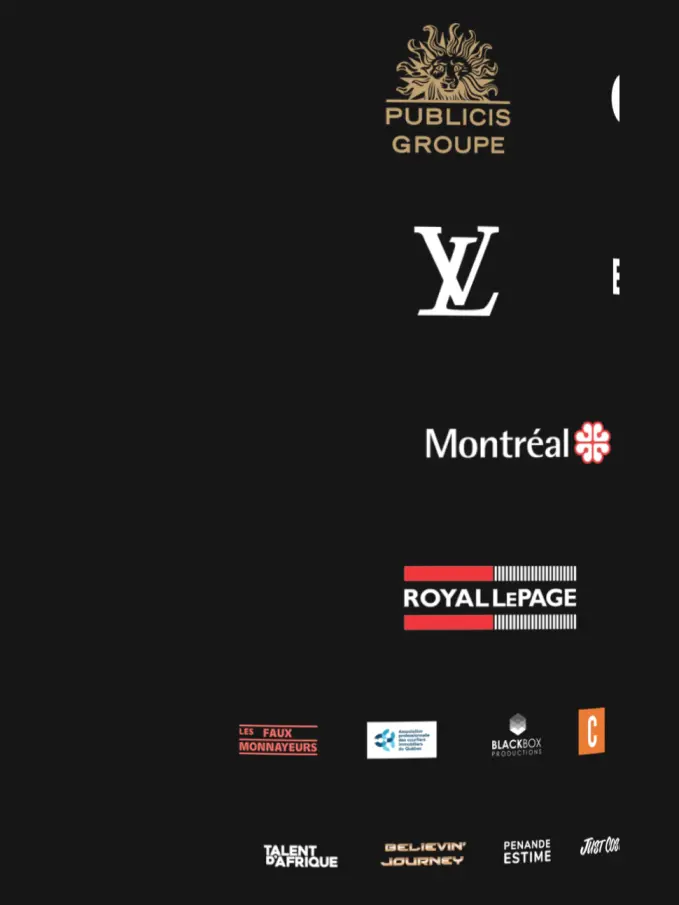 PUBLICIS
GROUPE
LV
Montréal
ROYAL LEPAGE
LES FAUX
MONNAYEURS
Association
professionnelle
des courtiers
immobiliers
du Québec
BLACKBOX
PRODUCTIONS
C
TALENT
D'AFRIQUE
BELIEVIN'
JOURNEY
PENANDE
ESTIME
JUST